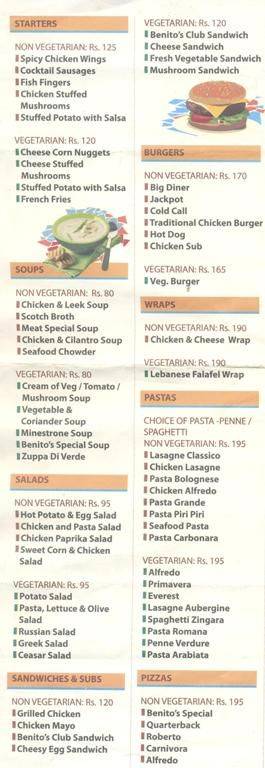 STARTERS
NON VEGETARIAN: Rs. 125
Spicy Chicken Wings
Cocktail Sausages
Fish Fingers
Chicken Stuffed
Mushrooms
Stuffed Potato with Salsa
VEGETARIAN: Rs. 120
Cheese Corn Nuggets
Cheese Stuffed
Mushrooms
Stuffed Potato with Salsa
French Fries
SOUPS
NON VEGETARIAN: Rs. 80
Chicken & Leek Soup
Scotch Broth
Meat Special Soup
Chicken & Cilantro Soup
Seafood Chowder
VEGETARIAN: Rs. 80
Cream of Veg / Tomato /
Mushroom Soup
Vegetable &
Coriander Soup
Minestrone Soup
Benito's Special Soup
Zuppa Di Verde
SALADS
NON VEGETARIAN: Rs. 95
Hot Potato & Egg Salad
Chicken and Pasta Salad
Chicken Paprika Salad
Sweet Corn & Chicken
Salad
VEGETARIAN: Rs. 95
Potato Salad
Pasta, Lettuce & Olive
Salad
Russian Salad
Greek Salad
Ceasar Salad
SANDWICHES & SUBS
NON VEGETARIAN: Rs. 120
Grilled Chicken
Chicken Mayo
Benito's Club Sandwich
Cheesy Egg Sandwich
VEGETARIAN: Rs. 120
Benito's Club Sandwich
Cheese Sandwich
Fresh Vegetable Sandwich
Mushroom Sandwich
BURGERS
NON VEGETARIAN: Rs. 170
Big Diner
Jackpot
Cold Call
Traditional Chicken Burger
Hot Dog
Chicken Sub
VEGETARIAN: Rs. 165
Veg. Burger
WRAPS
NON VEGETARIAN: Rs. 190
Chicken & Cheese Wrap
VEGETARIAN: Rs. 190
Lebanese Falafel Wrap
PASTAS
CHOICE OF PASTA -PENNE /
SPAGHETTI
NON VEGETARIAN: Rs. 195
Lasagne Classico
Chicken Lasagne
Pasta Bolognese
Chicken Alfredo
Pasta Grande
Pasta Piri Piri
Seafood Pasta
Pasta Carbonara
VEGETARIAN: Rs. 195
Alfredo
Primavera
Everest
Lasagne Aubergine
Spaghetti Zingara
Pasta Romana
Penne Verdure
Pasta Arabiata
PIZZAS
NON VEGETARIAN: Rs. 195
Benito's Special
Quarterback
Roberto
Carnivora
Alfredo